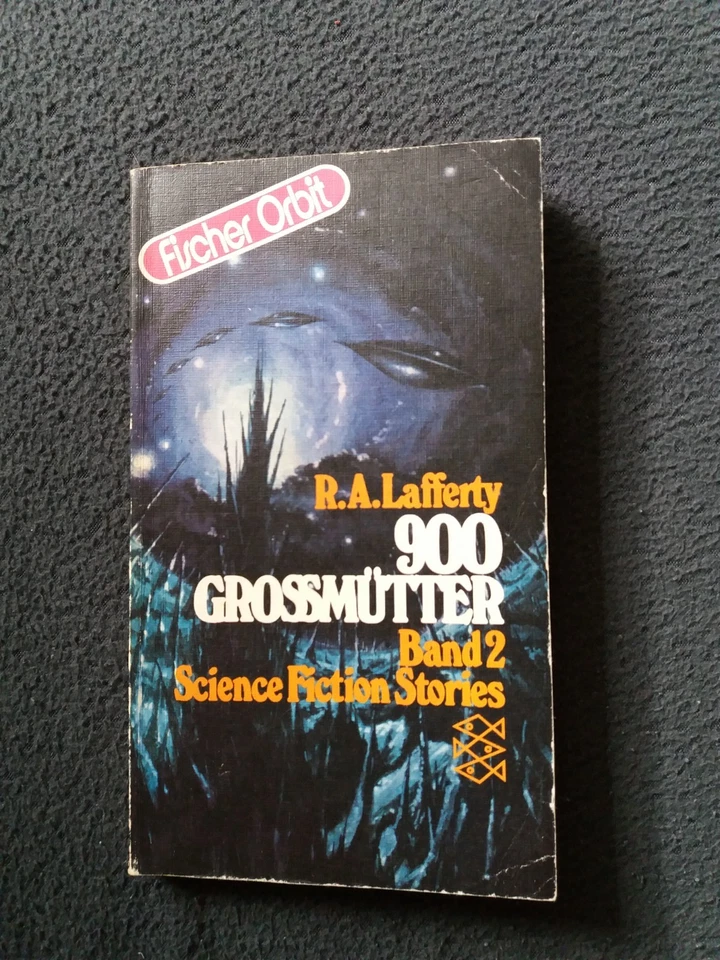 Fischer Orbit
R.A.Lafferty
900
GROSSMÜTTER
Band 2
Science Fiction Stories